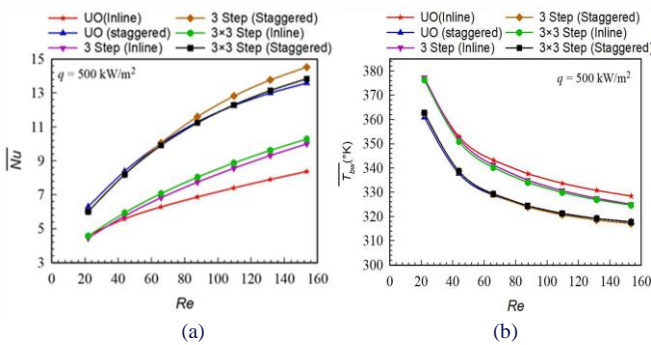 UO(Inline) 3 Step (Staggered)
UO (staggered) 3×3 Step (Inline)
3 Step (Inline) 3×3 Step (Staggered)
15
13
11
9
7
5
3
q = 500 kW/m²
Nu
0 20 40 60 80 100 120 140 160
Re
(a)
UO(Inline) 3 Step (Staggered)
UO (staggered) 3×3 Step (Inline)
3 Step (Inline) 3×3 Step (Staggered)
380
370
360
350
340
330
320
310
300
q = 500 kW/m²
T_bw(°K)
0 20 40 60 80 100 120 140 160
Re
(b)